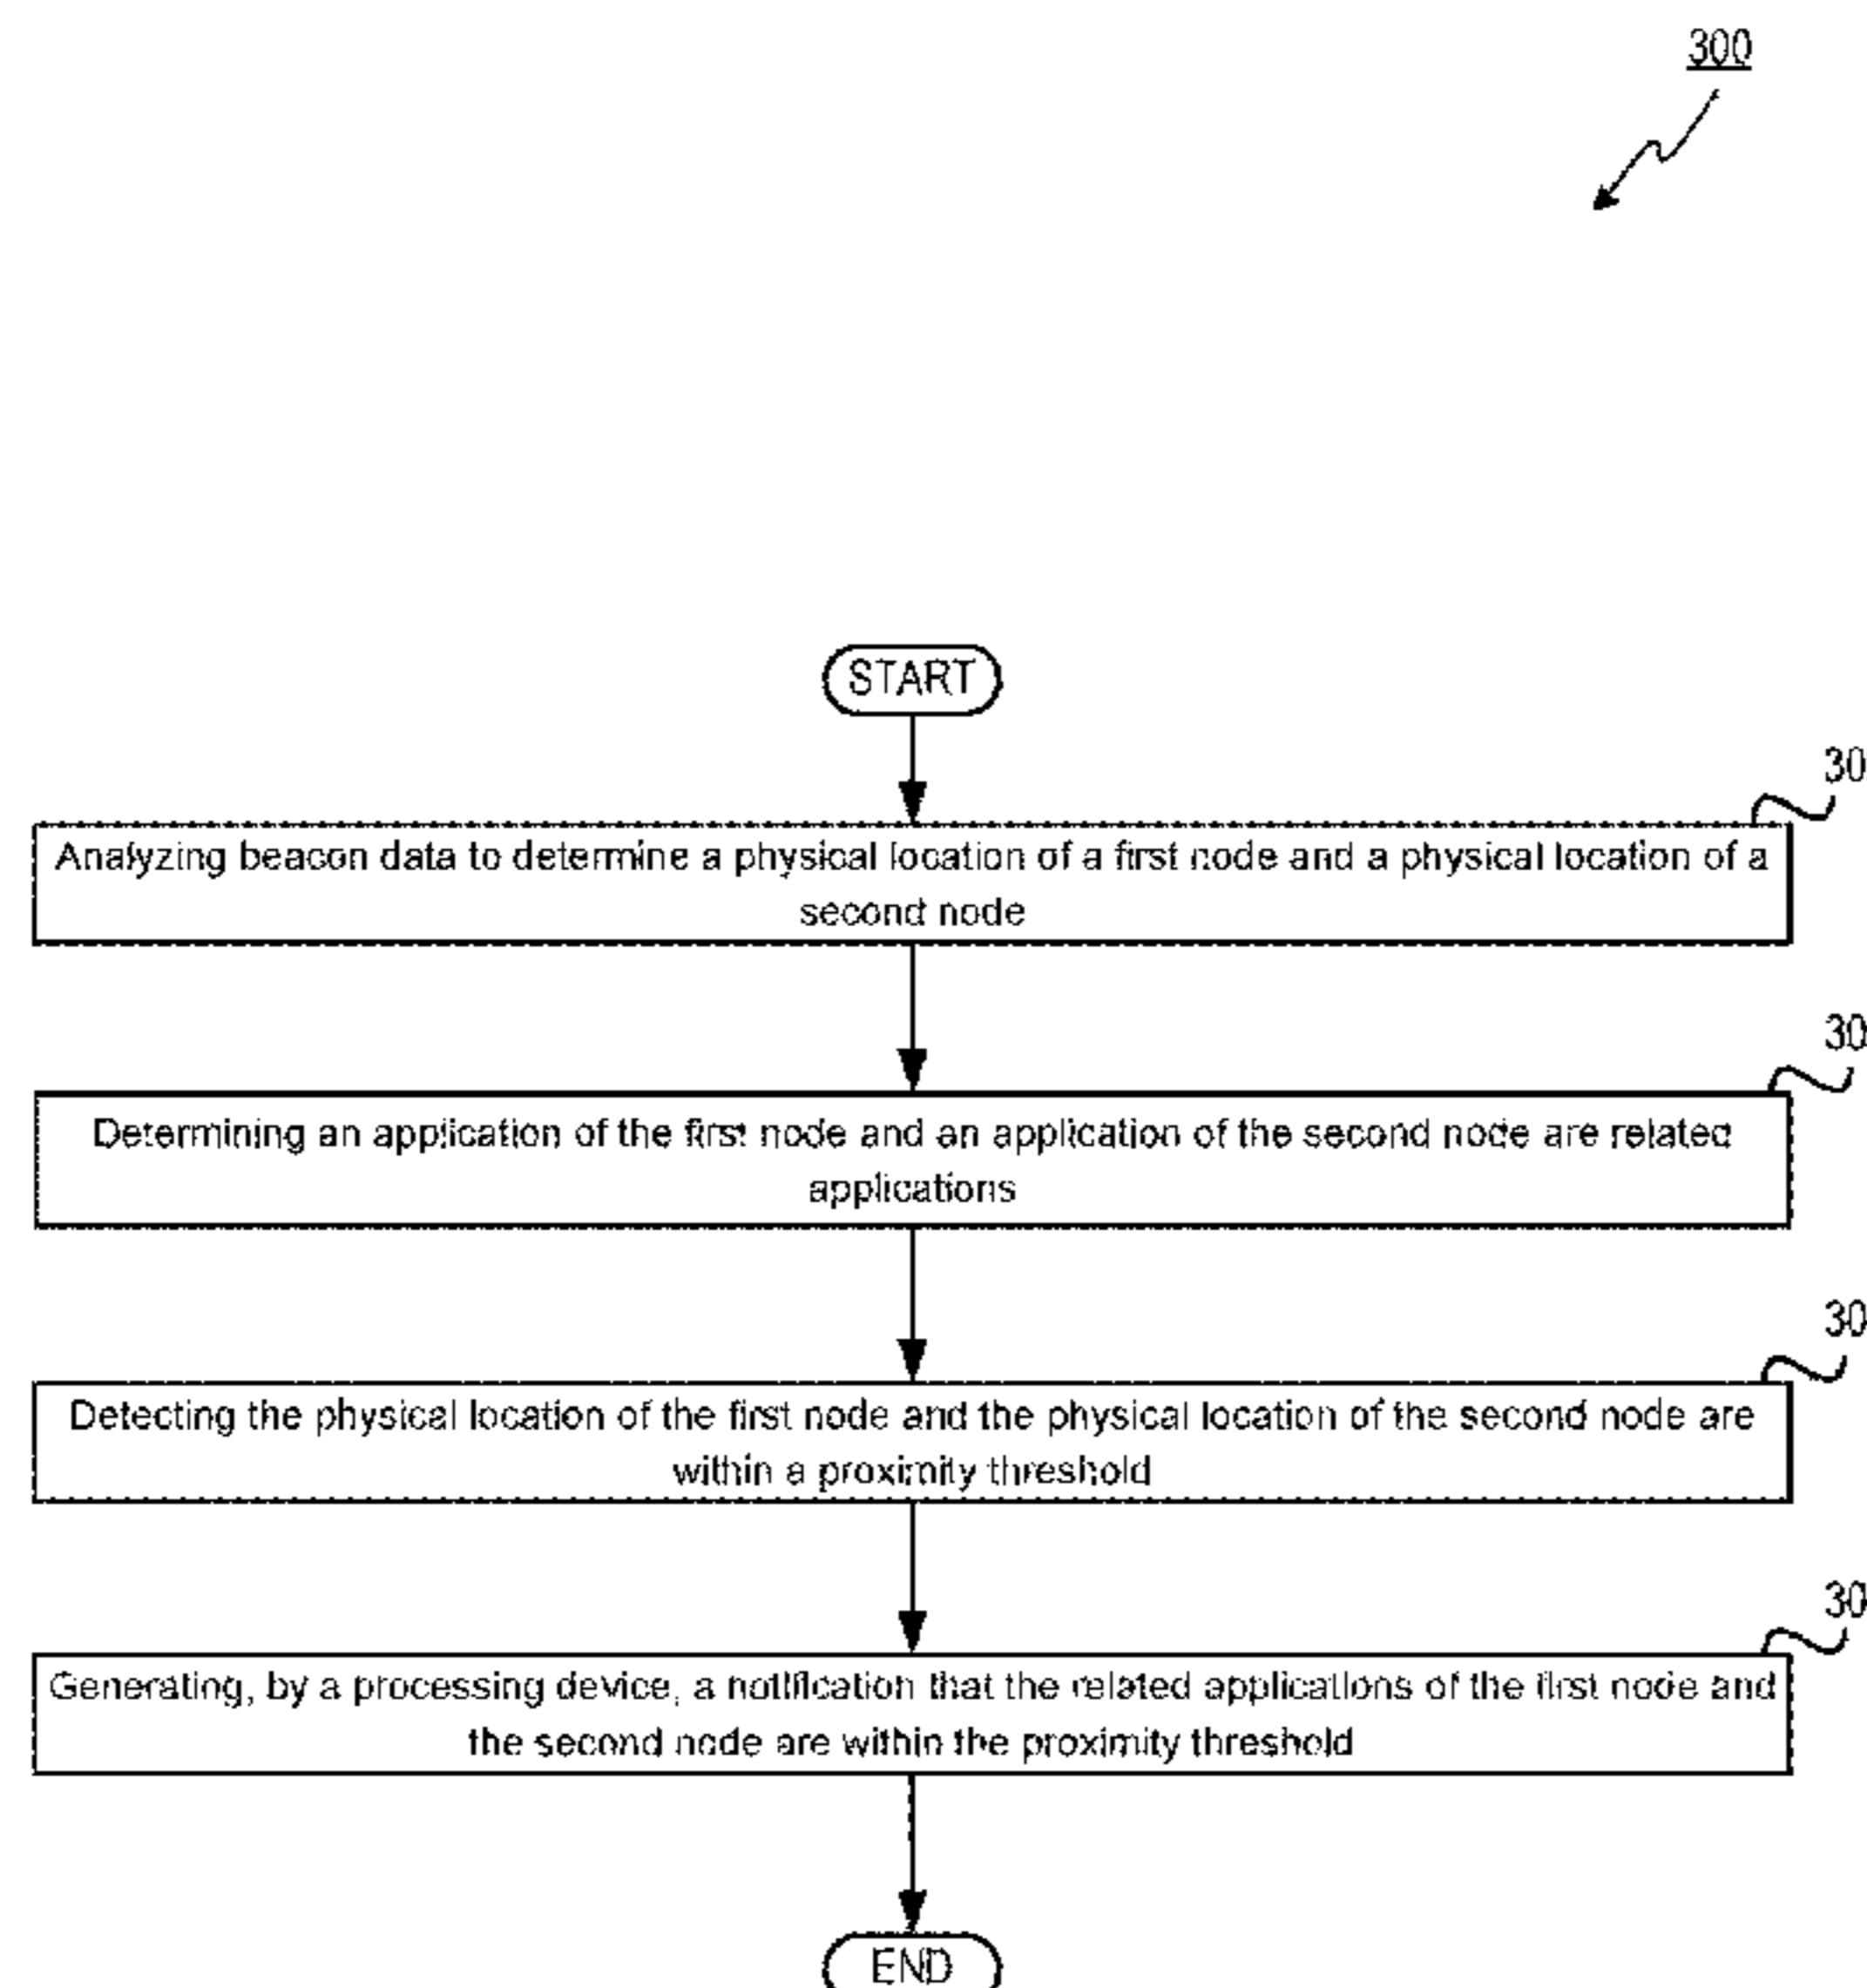 300
START
30
Analyzing beacon data to determine a physical location of a first node and a physical location of a
second node
30
Determining an application of the first node and an application of the second node are related
applications
30
Detecting the physical location of the first node and the physical location of the second node are
within a proximity threshold
30
Generating, by a processing device, a notification that the related applications of the first node and
the second node are within the proximity threshold
END